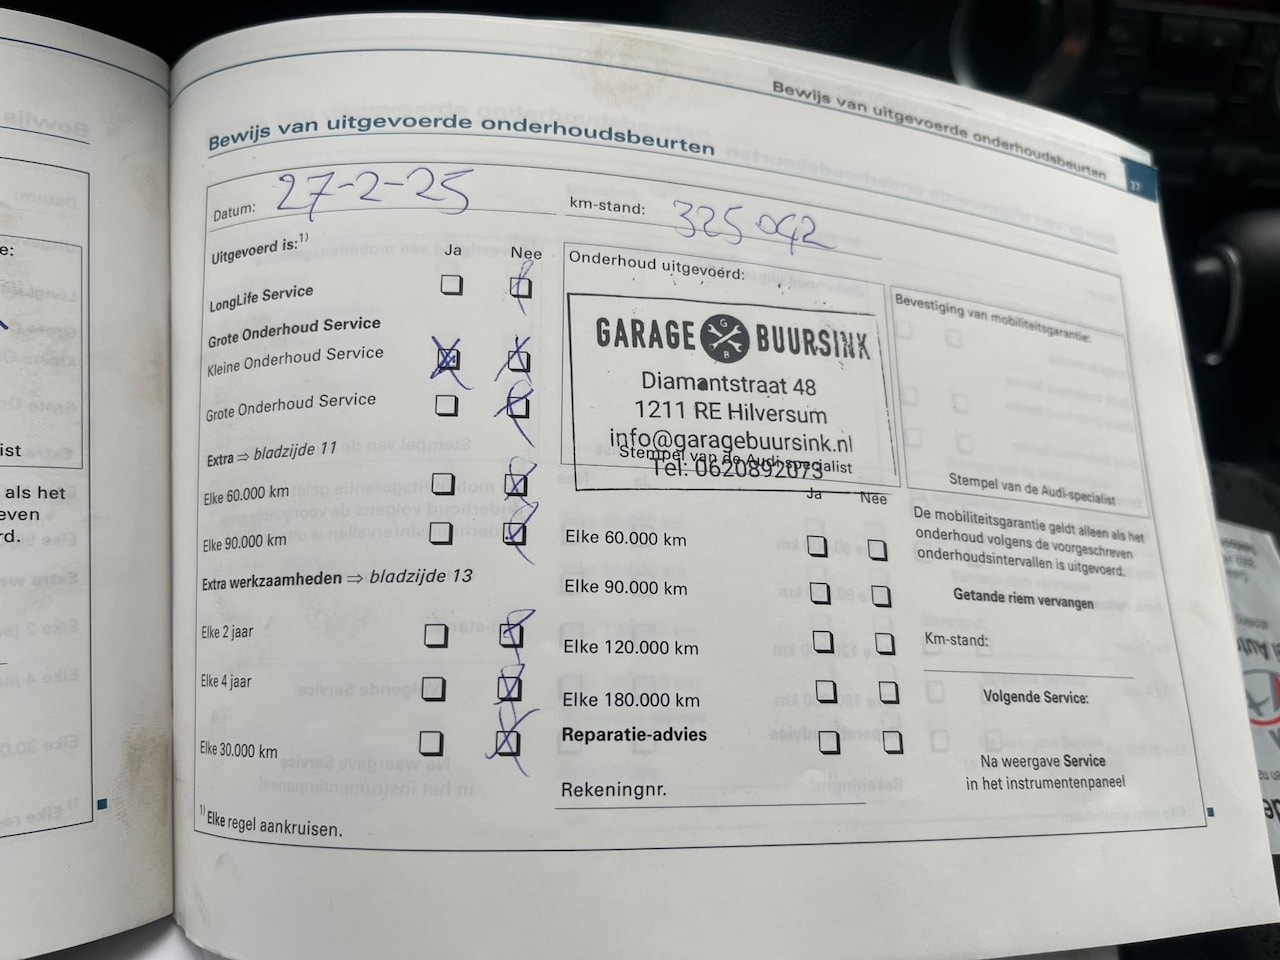 Bewijs van uitgevoerde onderhoudsbeurten
37
Bewijs van uitgevoerde onderhoudsbeurten
Datum: 27-2-25
km-stand: 325042
Uitgevoerd is:1)
Ja Nee
LongLife Service
Grote Onderhoud Service
Kleine Onderhoud Service
Grote Onderhoud Service
Extra ⇒ bladzijde 11
Elke 60.000 km
Elke 90.000 km
Extra werkzaamheden ⇒ bladzijde 13
Elke 2 jaar
Elke 4 jaar
Elke 30.000 km
1) Elke regel aankruisen.
Onderhoud uitgevoerd:
GARAGE BUURSINK
G
B
Diamantstraat 48
1211 RE Hilversum
info@garagebuursink.nl
Stempel van de Audi-specialist
Tel: 0620892073
Ja Nee
Elke 60.000 km
Elke 90.000 km
Elke 120.000 km
Elke 180.000 km
Reparatie-advies
Rekeningnr.
Bevestiging van mobiliteitsgarantie:
Stempel van de Audi-specialist
De mobiliteitsgarantie geldt alleen als het
onderhoud volgens de voorgeschreven
onderhoudsintervallen is uitgevoerd.
Getande riem vervangen
Km-stand:
Volgende Service:
Na weergave Service
in het instrumentenpaneel
e:
ist
als het
even
rd.